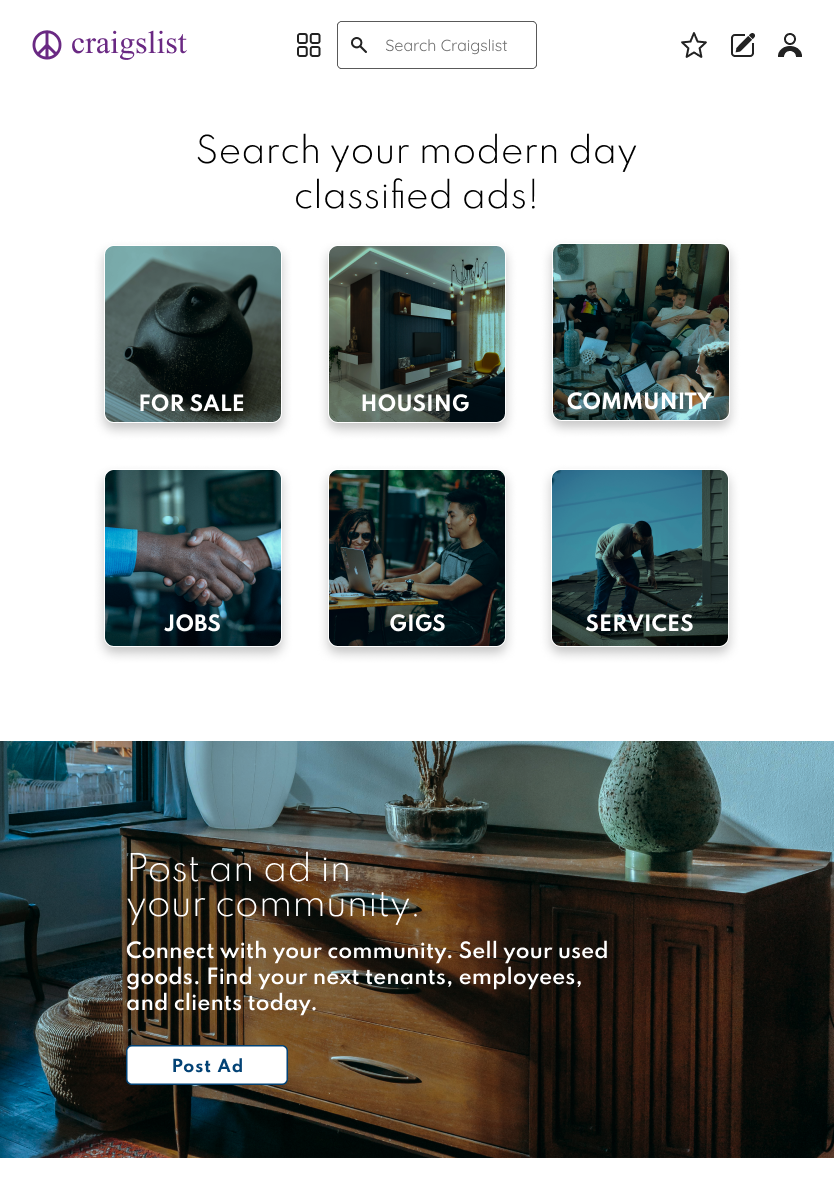 craigslist
Search Craigslist
Search your modern day
classified ads!
FOR SALE
HOUSING
COMMUNITY
JOBS
GIGS
SERVICES
Post an ad in
your community.
Connect with your community. Sell your used
goods. Find your next tenants, employees,
and clients today.
Post Ad